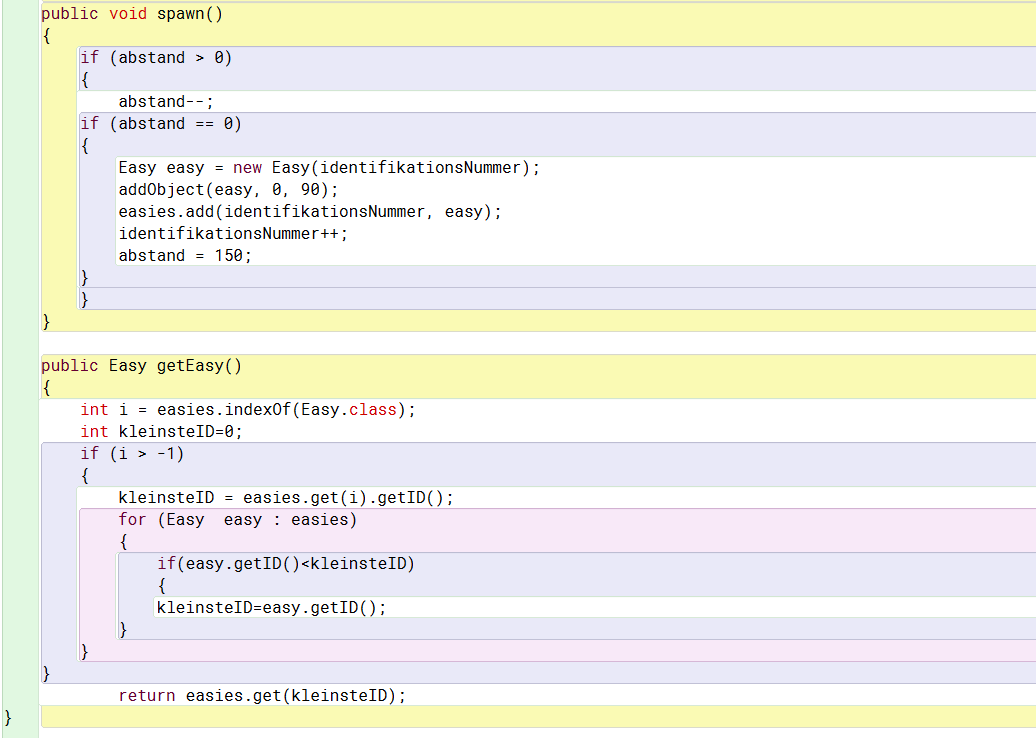 public void spawn()
{
if (abstand > 0)
{
abstand--;
if (abstand == 0)
{
Easy easy = new Easy(identifikationsNummer);
addObject(easy, 0, 90);
easies.add(identifikationsNummer, easy);
identifikationsNummer++;
abstand = 150;
}
}
}
public Easy getEasy()
{
int i = easies.indexOf(Easy.class);
int kleinsteID=0;
if (i > -1)
{
kleinsteID = easies.get(i).getID();
for (Easy  easy : easies)
{
if(easy.getID()<kleinsteID)
{
kleinsteID=easy.getID();
}
}
}
return easies.get(kleinsteID);
}